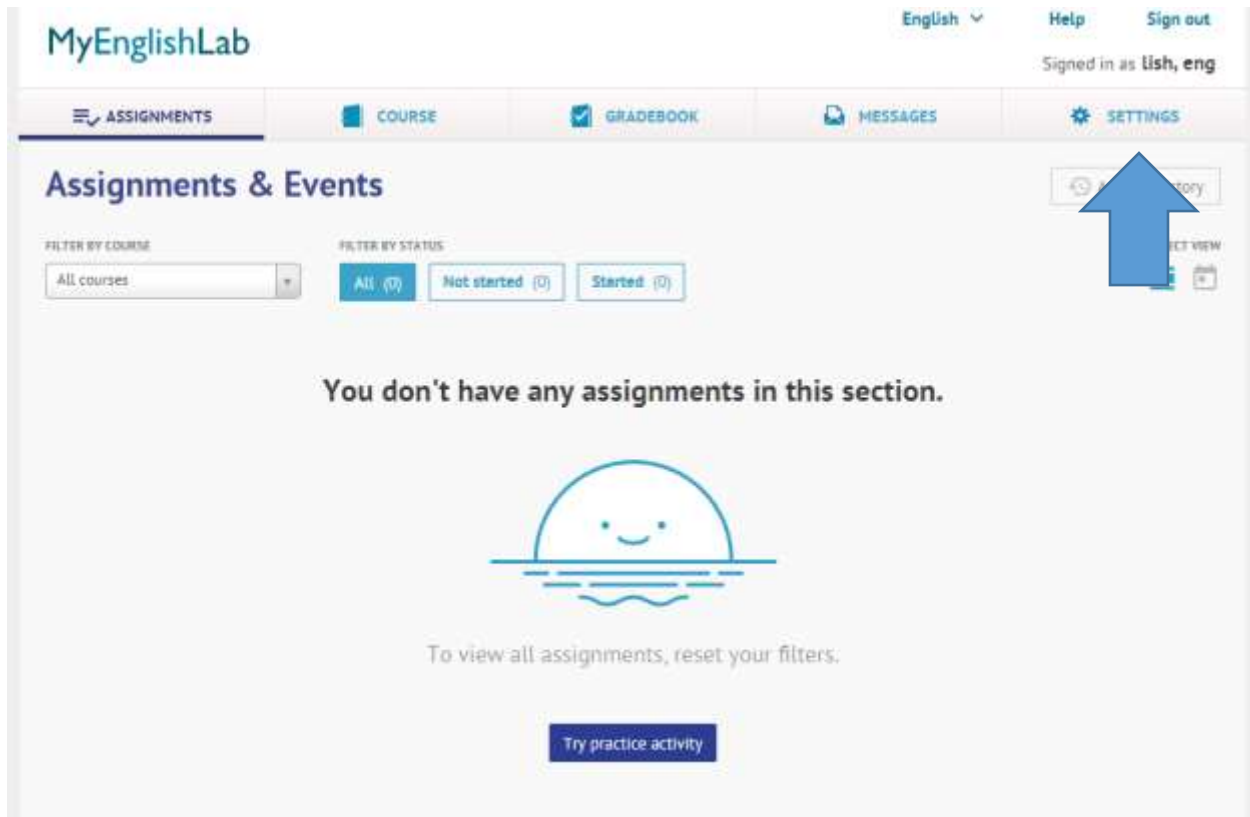 MyEnglishLab
English Help Sign out
Signed in as lish, eng
ASSIGNMENTS COURSE GRADEBOOK MESSAGES SETTINGS
Assignments & Events
FILTER BY COURSE FILTER BY STATUS VIEW
All courses All (0) Not started (0) Started (0)
You don't have any assignments in this section.
To view all assignments, reset your filters.
Try practice activity